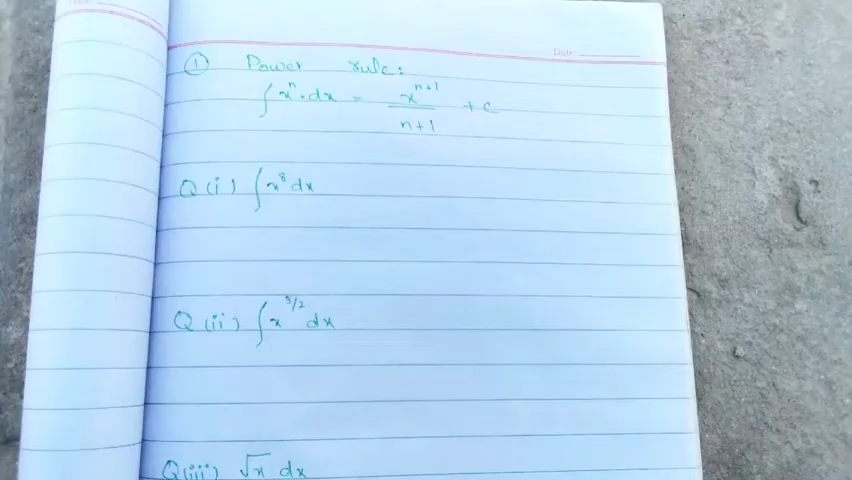 Date:
① Power rule:
∫xⁿ.dx = xⁿ⁺¹/n+1 + c
Q (i) ∫x⁸ dx
Q (ii) ∫x^3/2 dx
Q(iii) √x dx